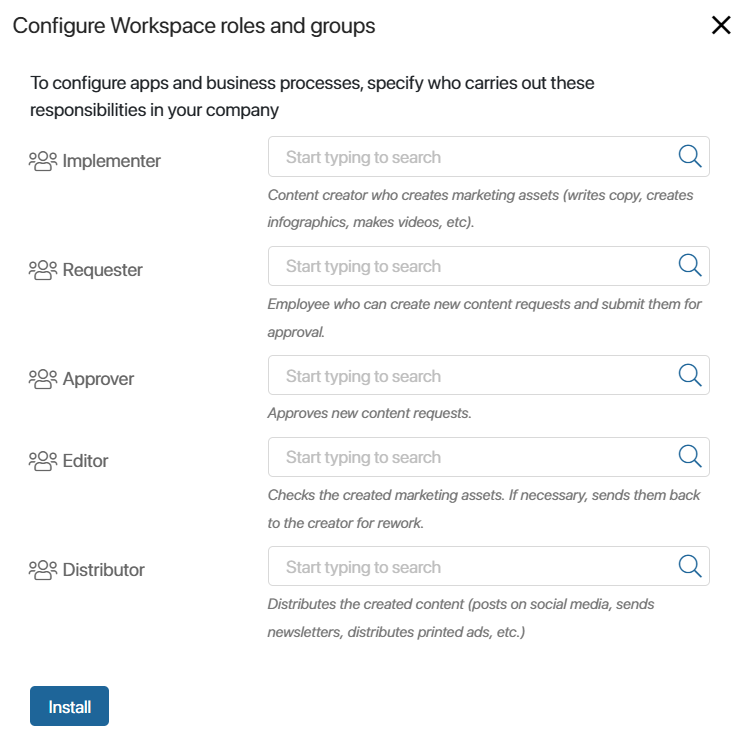 Configure Workspace roles and groups
To configure apps and business processes, specify who carries out these
responsibilities in your company
Implementer
Start typing to search
Content creator who creates marketing assets (writes copy, creates
infographics, makes videos, etc).
Requester
Start typing to search
Employee who can create new content requests and submit them for
approval.
Approver
Start typing to search
Approves new content requests.
Editor
Start typing to search
Checks the created marketing assets. If necessary, sends them back
to the creator for rework.
Distributor
Start typing to search
Distributes the created content (posts on social media, sends
newsletters, distributes printed ads, etc.)
Install